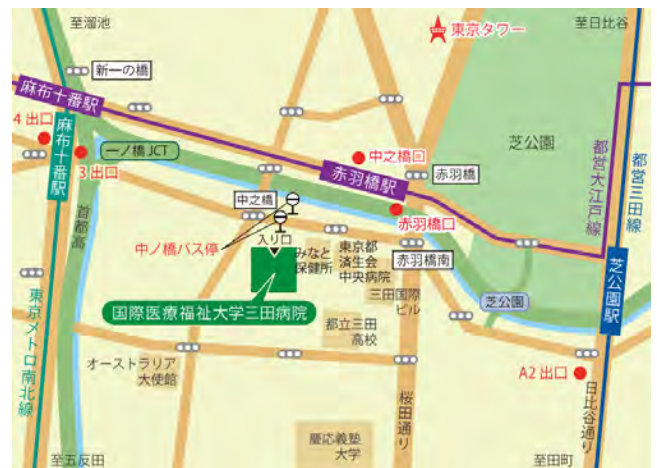 至溜池
東京タワー
至日比谷
新一の橋
麻布十番駅
4出口
麻布十番駅
一ノ橋JCT
3出口
中之橋口
芝公園
赤羽橋駅
赤羽橋
中之橋
都営大江戸線
都営三田線
首都高
赤羽橋口
中ノ橋バス停
入り口
みなと
保健所
東京都
済生会
中央病院
赤羽橋南
芝公園
芝公園駅
国際医療福祉大学三田病院
三田国際
ビル
都立三田
高校
東京メトロ南北線
オーストラリア
大使館
A2出口
桜田通り
日比谷通り
慶応義塾
大学
至五反田
至田町